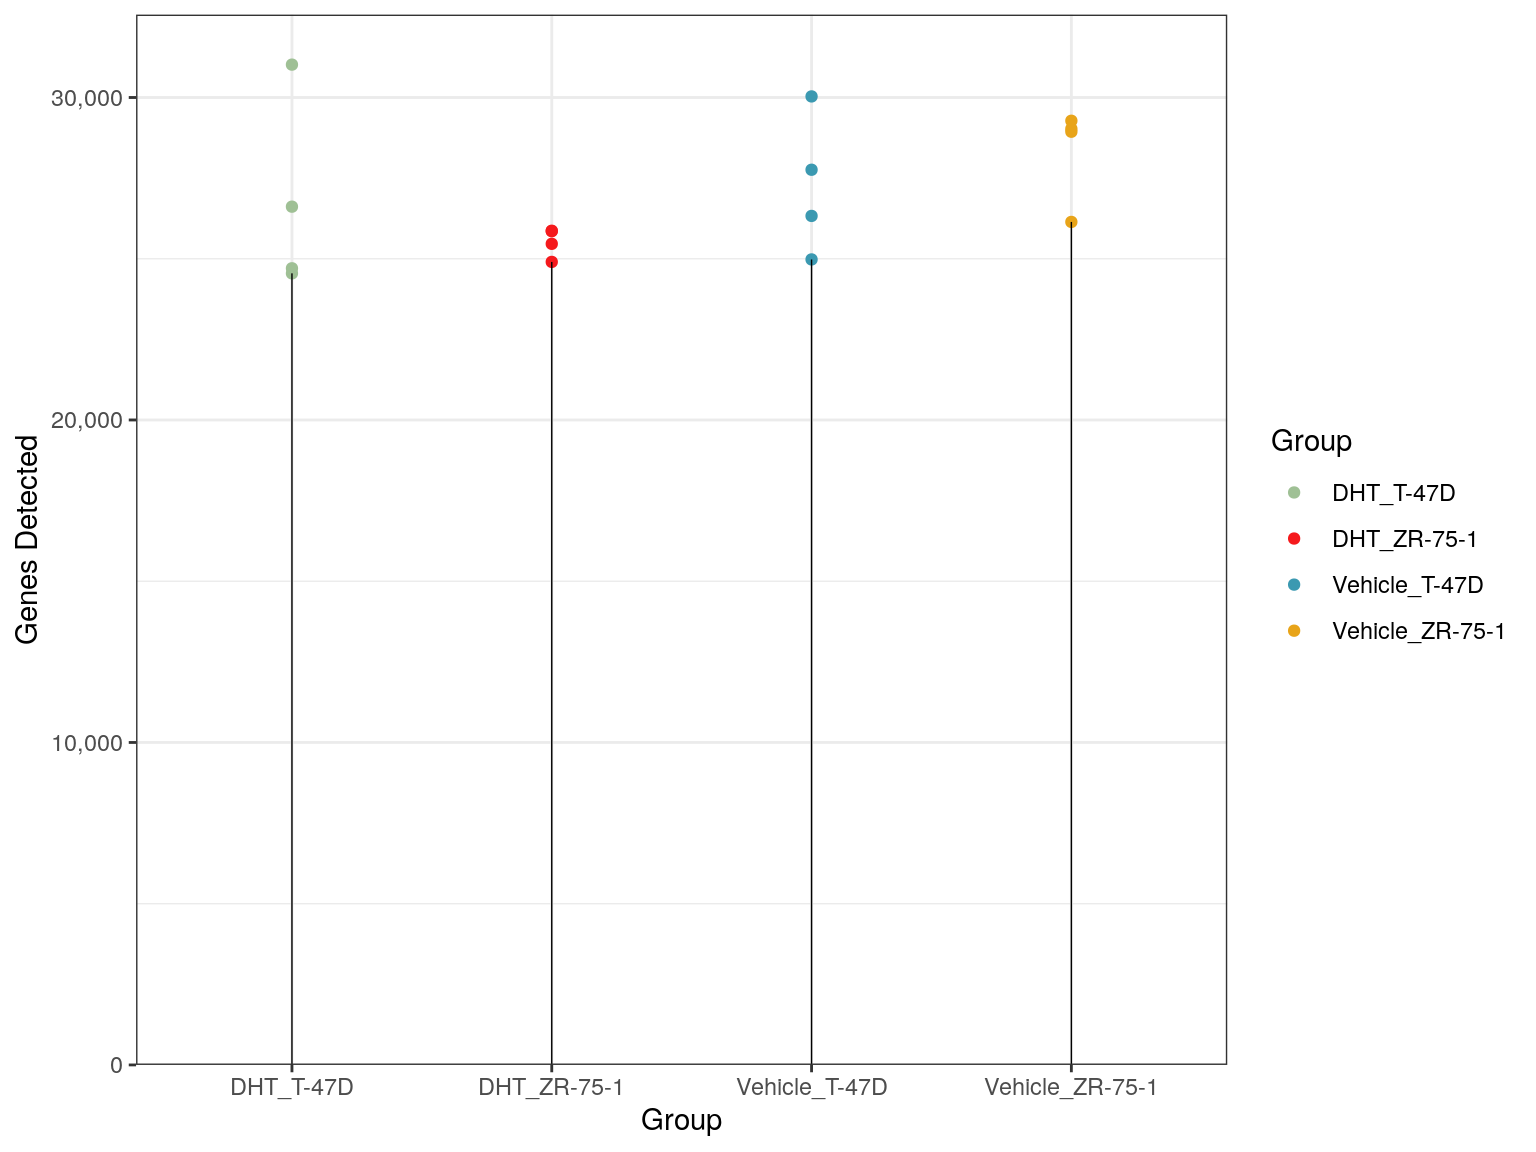 30,000
20,000
10,000
0
Genes Detected
DHT_T-47D
DHT_ZR-75-1
Vehicle_T-47D
Vehicle_ZR-75-1
Group
Group
DHT_T-47D
DHT_ZR-75-1
Vehicle_T-47D
Vehicle_ZR-75-1